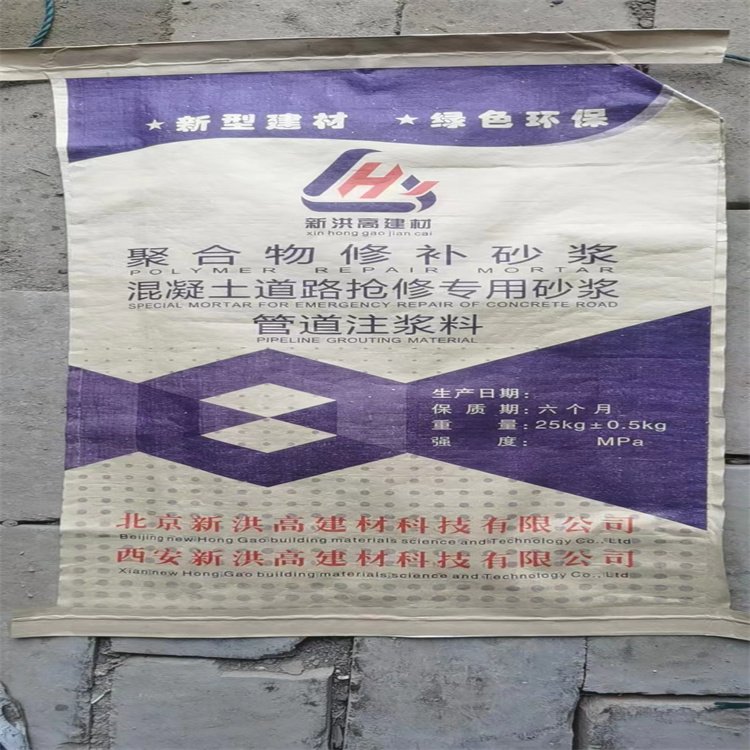 ★新型建材 ★绿色环保
HY
新洪高建材
xin hong gao jian cai
聚合物修补砂浆
POLYMER REPAIR MORTAR
混凝土道路抢修专用砂浆
SPECIAL MORTAR FOR EMERGENCY REPAIR OF CONCRETE ROAD
管道注浆料
PIPELINE GROUTING MATERIAL
生产日期:
保质期:六个月
重量:25kg±0.5kg
强度: MPa
北京新洪高建材科技有限公司
Beijing new Hong Gao building materials science and Technology Co., Ltd
西安新洪高建材科技有限公司
Xian new Hong Gao building materials science and Technology Co., Ltd